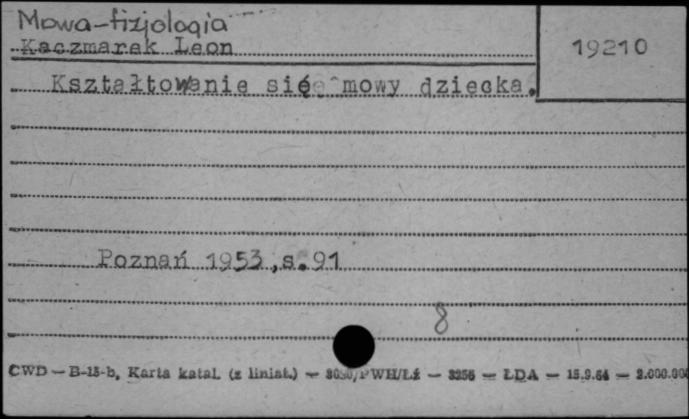 Mowa-fizjologia
Kaczmarek Leon
19210
Kształtowanie się mowy dziecka.
Poznań 1953,s.91
8
CWD — B-15-b, Karta katal. (z liniat.) — PWH/Łź — 3256 — ŁDA — 15.9.64 — 2.000.000